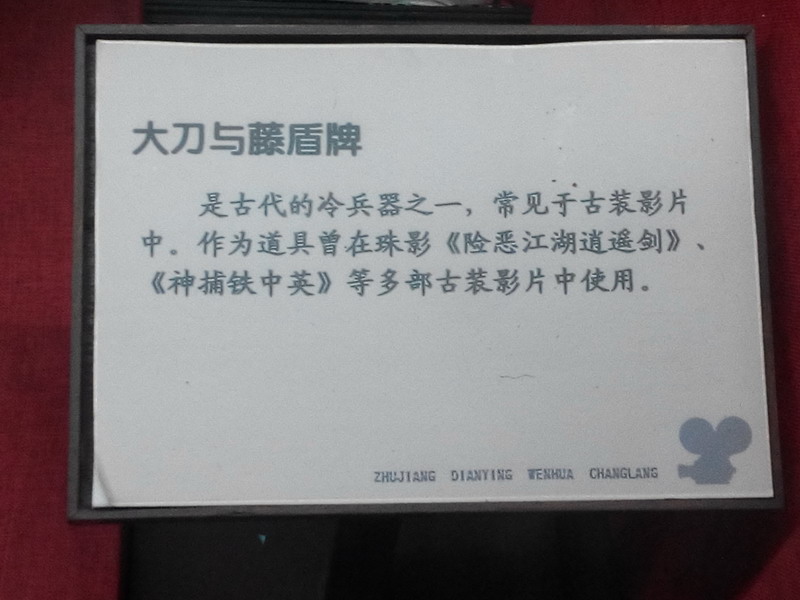 大刀与藤盾牌
是古代的冷兵器之一，常见于古装影片
中。作为道具曾在珠影《险恶江湖逍遥剑》、
《神捕铁中英》等多部古装影片中使用。
ZHUJIANG DIANYING WENHUA CHANGLANG